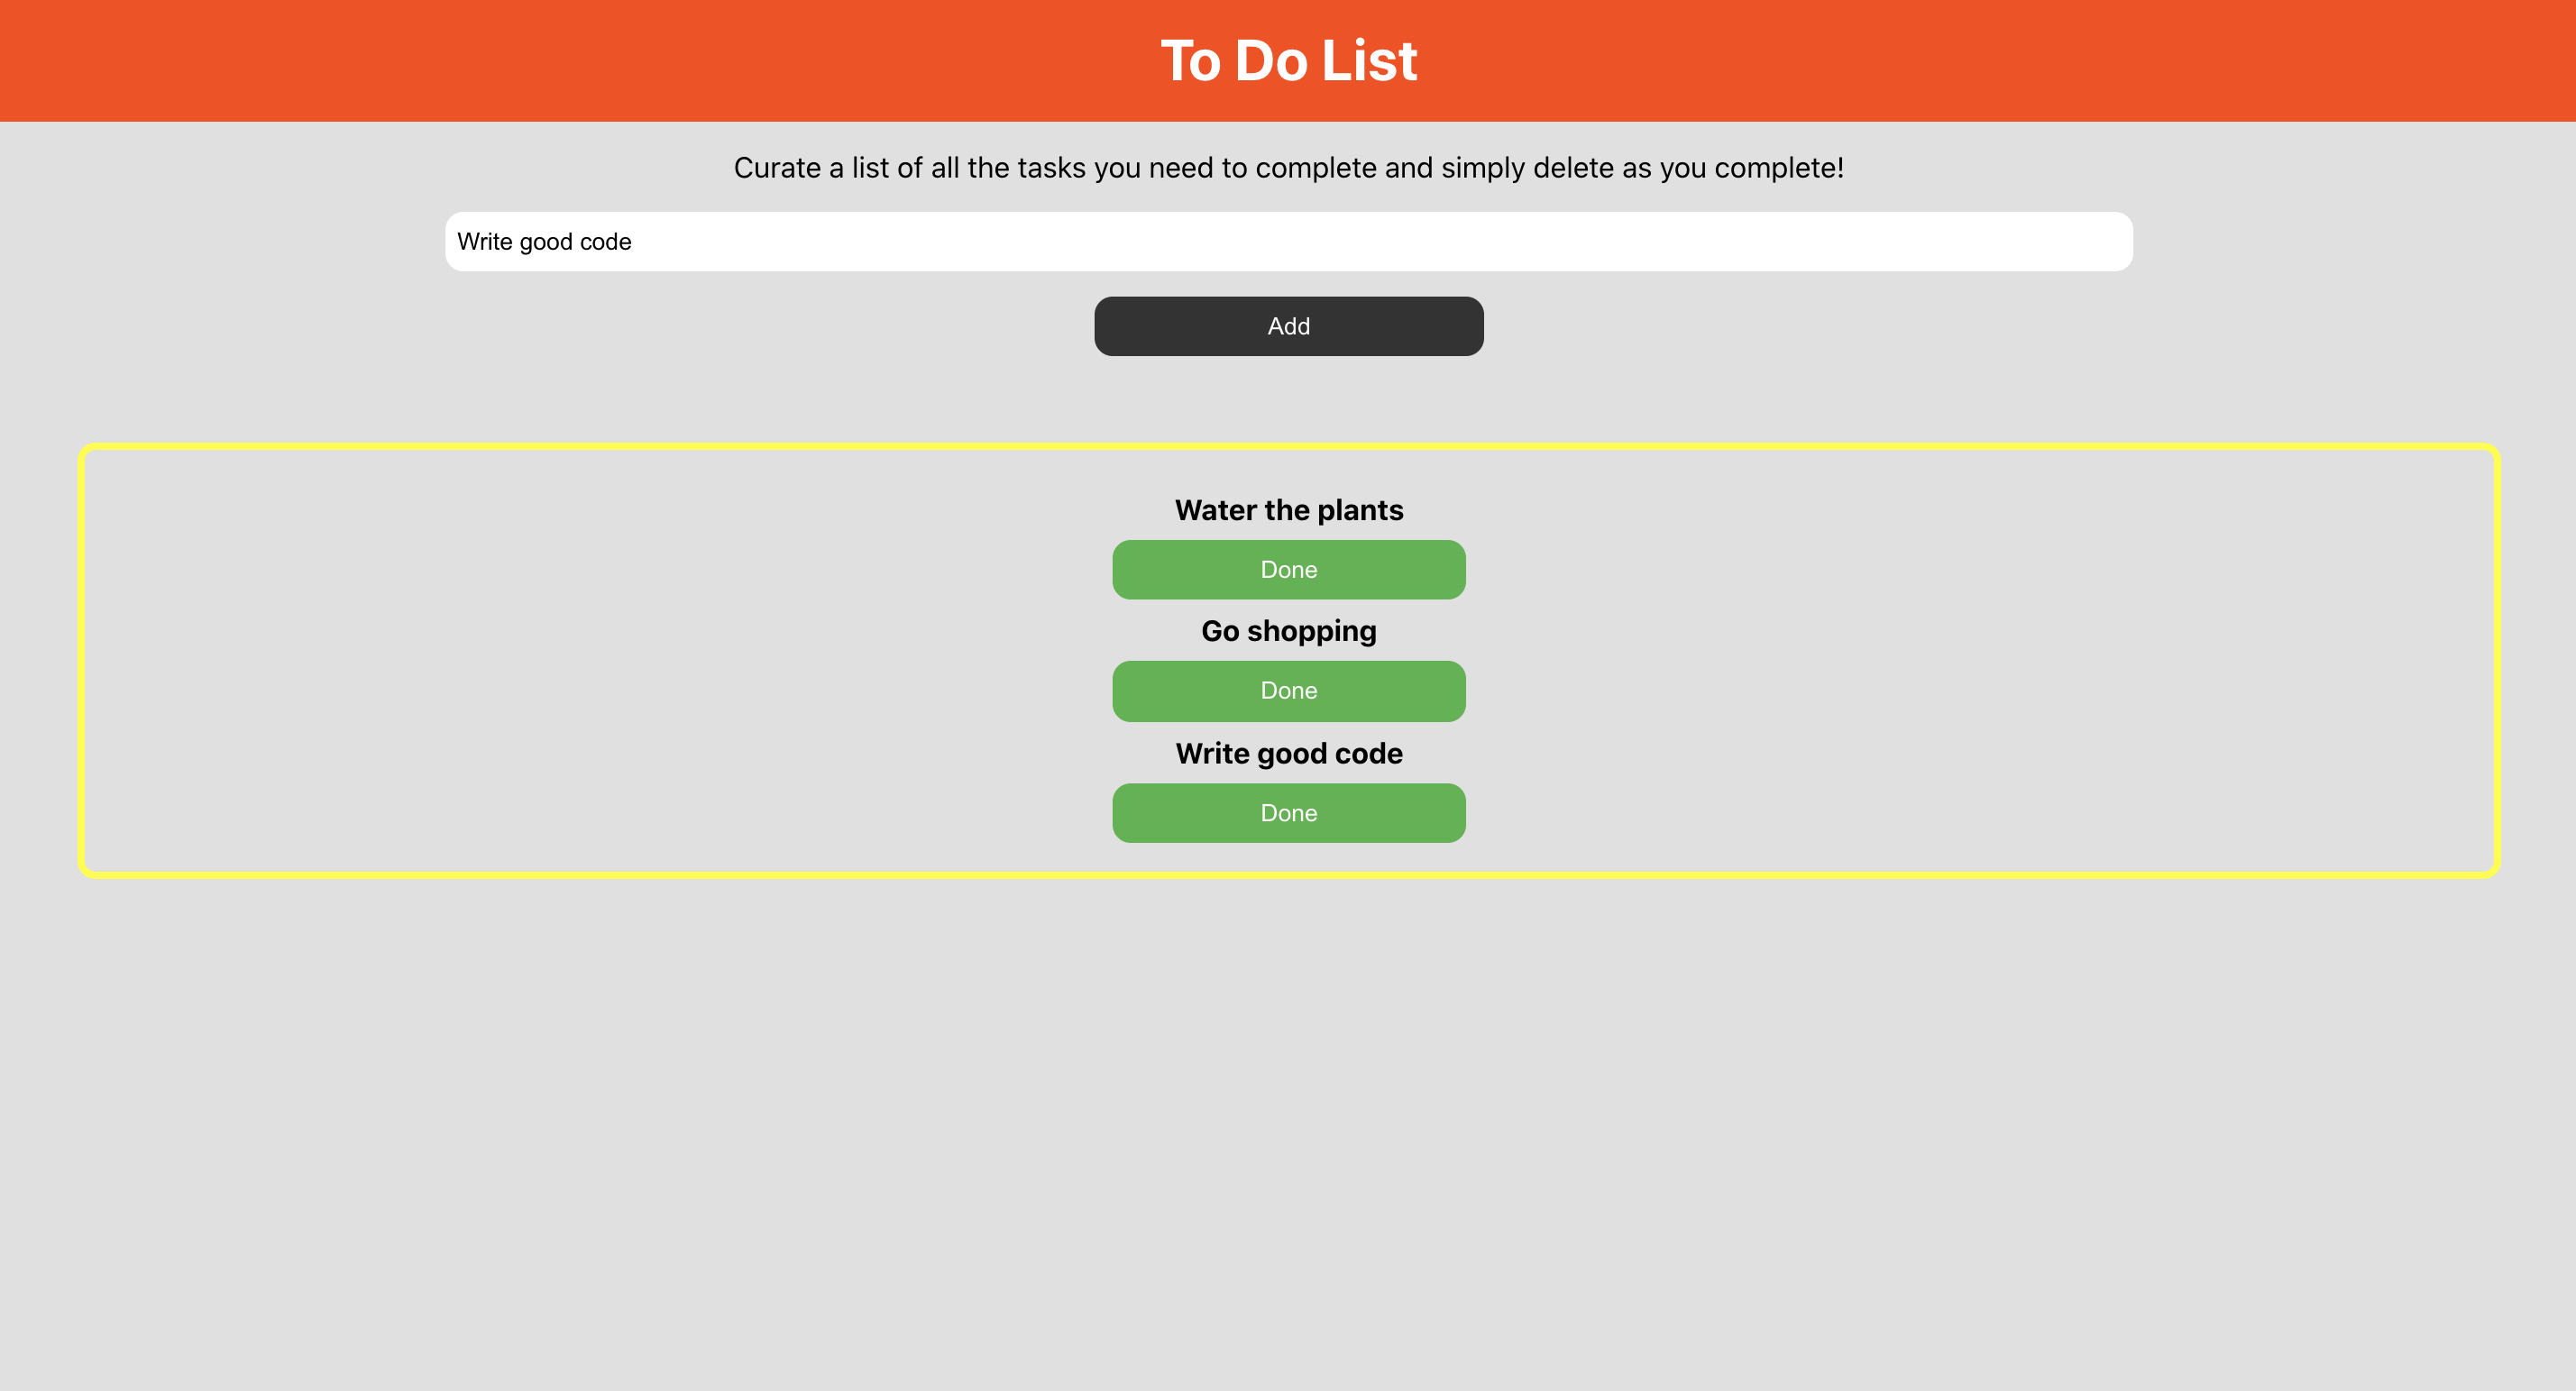 To Do List
Curate a list of all the tasks you need to complete and simply delete as you complete!
Write good code
Add
Water the plants
Done
Go shopping
Done
Write good code
Done